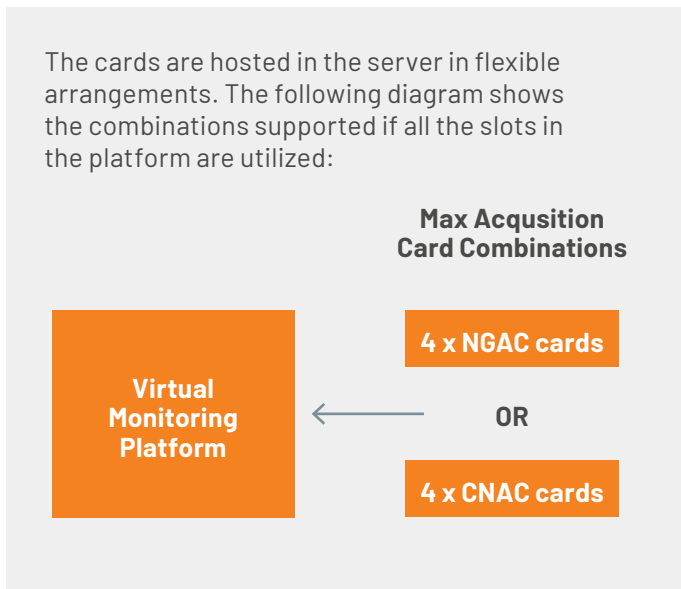 The cards are hosted in the server in flexible
arrangements. The following diagram shows
the combinations supported if all the slots in
the platform are utilized:
Max Acqusition
Card Combinations
4 x NGAC cards
Virtual
Monitoring
Platform
OR
4 x CNAC cards